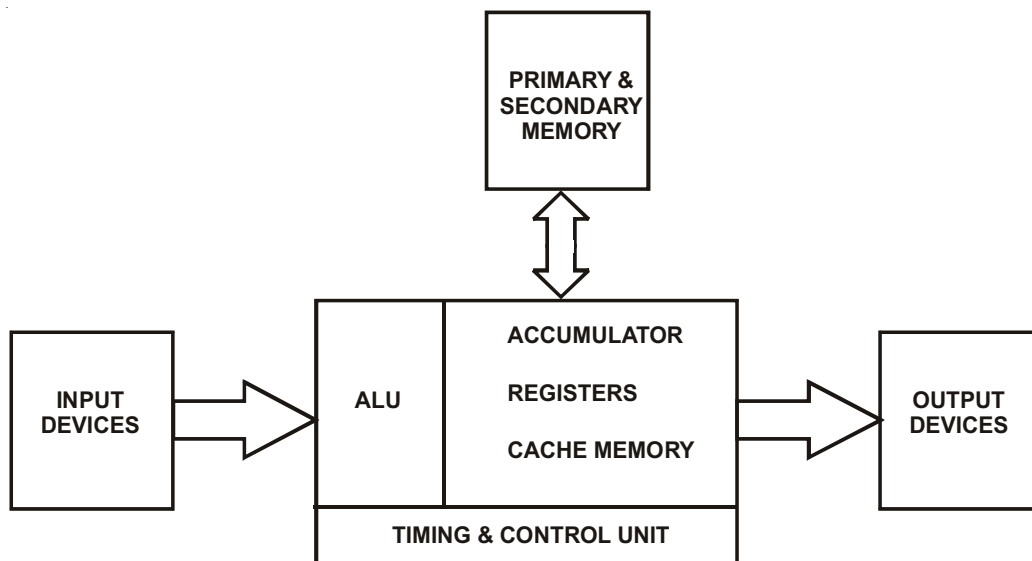 PRIMARY &
SECONDARY
MEMORY
INPUT
DEVICES
ALU
ACCUMULATOR
REGISTERS
CACHE MEMORY
OUTPUT
DEVICES
TIMING & CONTROL UNIT